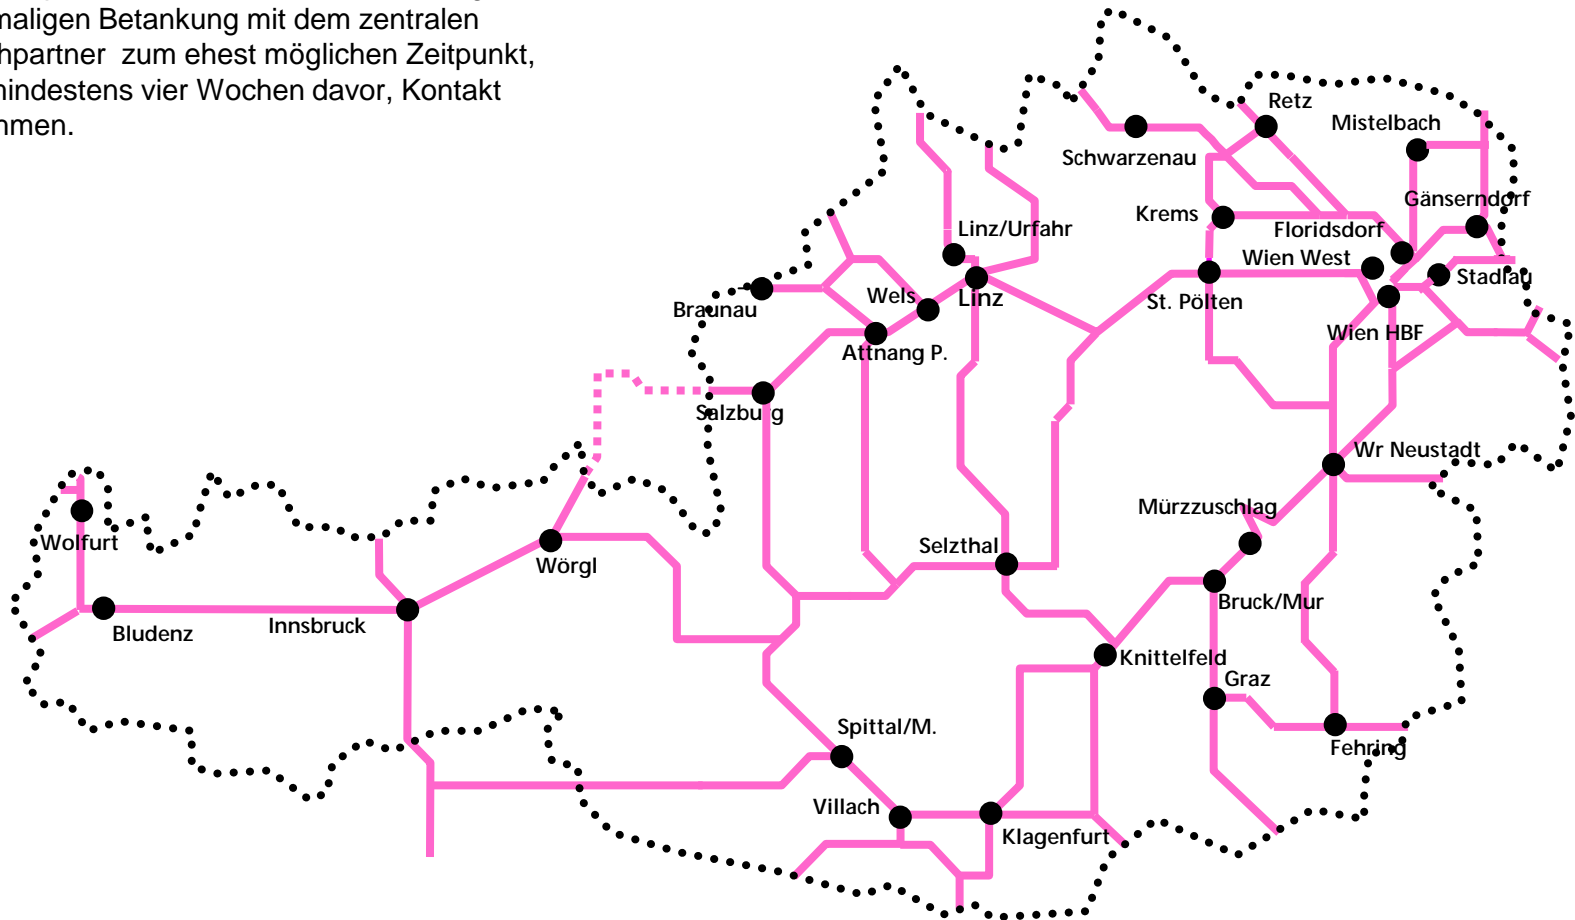 maligen Betankung mit dem zentralen
hpartner zum ehest möglichen Zeitpunkt,
mindestens vier Wochen davor, Kontakt
hmen.
Retz
Mistelbach
Schwarzenau
Gänserndorf
Krems
Linz/Urfahr
Floridsdorf
Wien West
Stadlau
Wels
Linz
St. Pölten
Braunau
Wien HBF
Attnang P.
Salzburg
Wr Neustadt
Mürzzuschlag
Wolfurt
Selzthal
Wörgl
Bruck/Mur
Bludenz
Innsbruck
Knittelfeld
Graz
Spittal/M.
Fehring
Villach
Klagenfurt